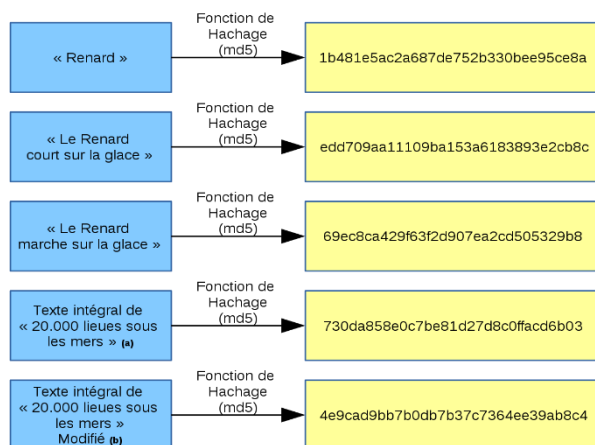 « Renard »
Fonction de
Hachage
(md5)
1b481e5ac2a687de752b330bee95ce8a
« Le Renard
court sur la glace »
Fonction de
Hachage
(md5)
edd709aa11109ba153a6183893e2cb8c
« Le Renard
marche sur la glace »
Fonction de
Hachage
(md5)
69ec8ca429f63f2d907ea2cd505329b8
Texte intégral de
« 20.000 lieues sous
les mers » (a)
Fonction de
Hachage
(md5)
730da858e0c7be81d27d8c0ffacd6b03
Texte intégral de
« 20.000 lieues sous
les mers »
Modifié (b)
Fonction de
Hachage
(md5)
4e9cad9bb7b0db7b37c7364ee39ab8c4